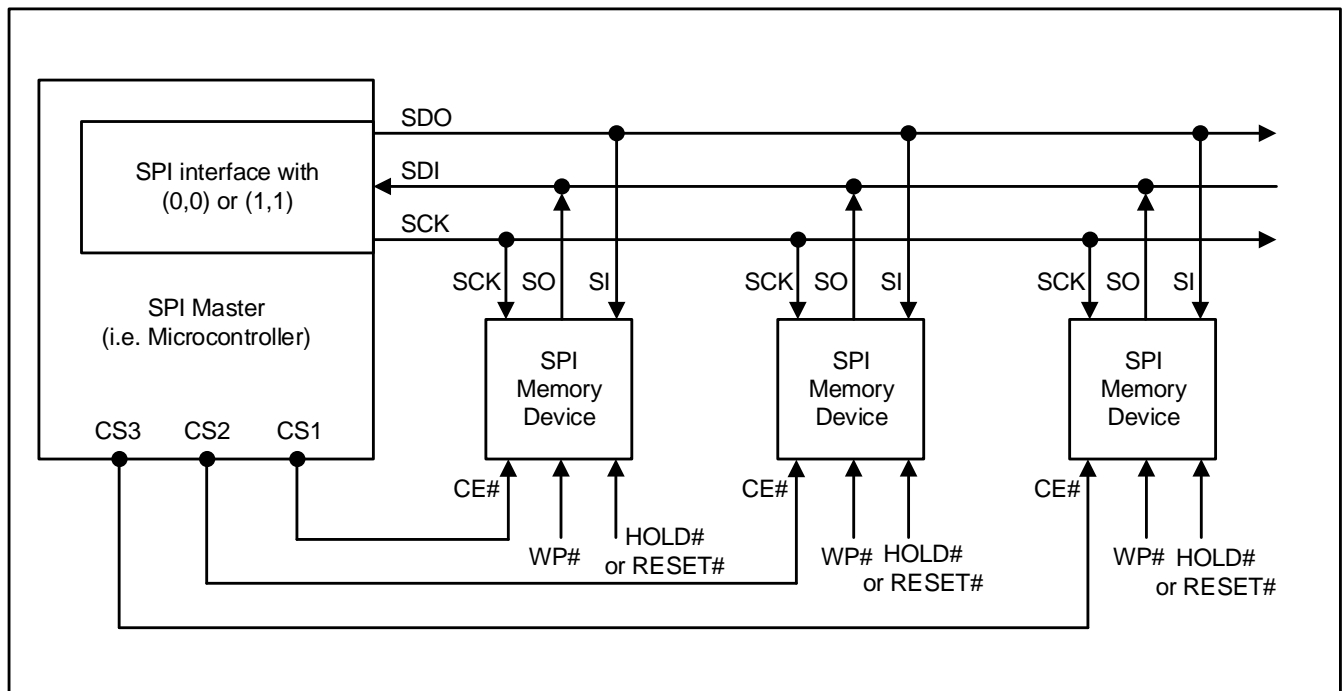 SDO
SPI interface with
(0,0) or (1,1)
SDI
SCK
SPI Master
(i.e. Microcontroller)
SCK
SO
SI
SCK
SO
SI
SCK
SO
SI
SPI
Memory
Device
SPI
Memory
Device
SPI
Memory
Device
CS3
CS2
CS1
CE#
WP#
HOLD#
or RESET#
CE#
WP#
HOLD#
or RESET#
CE#
WP#
HOLD#
or RESET#